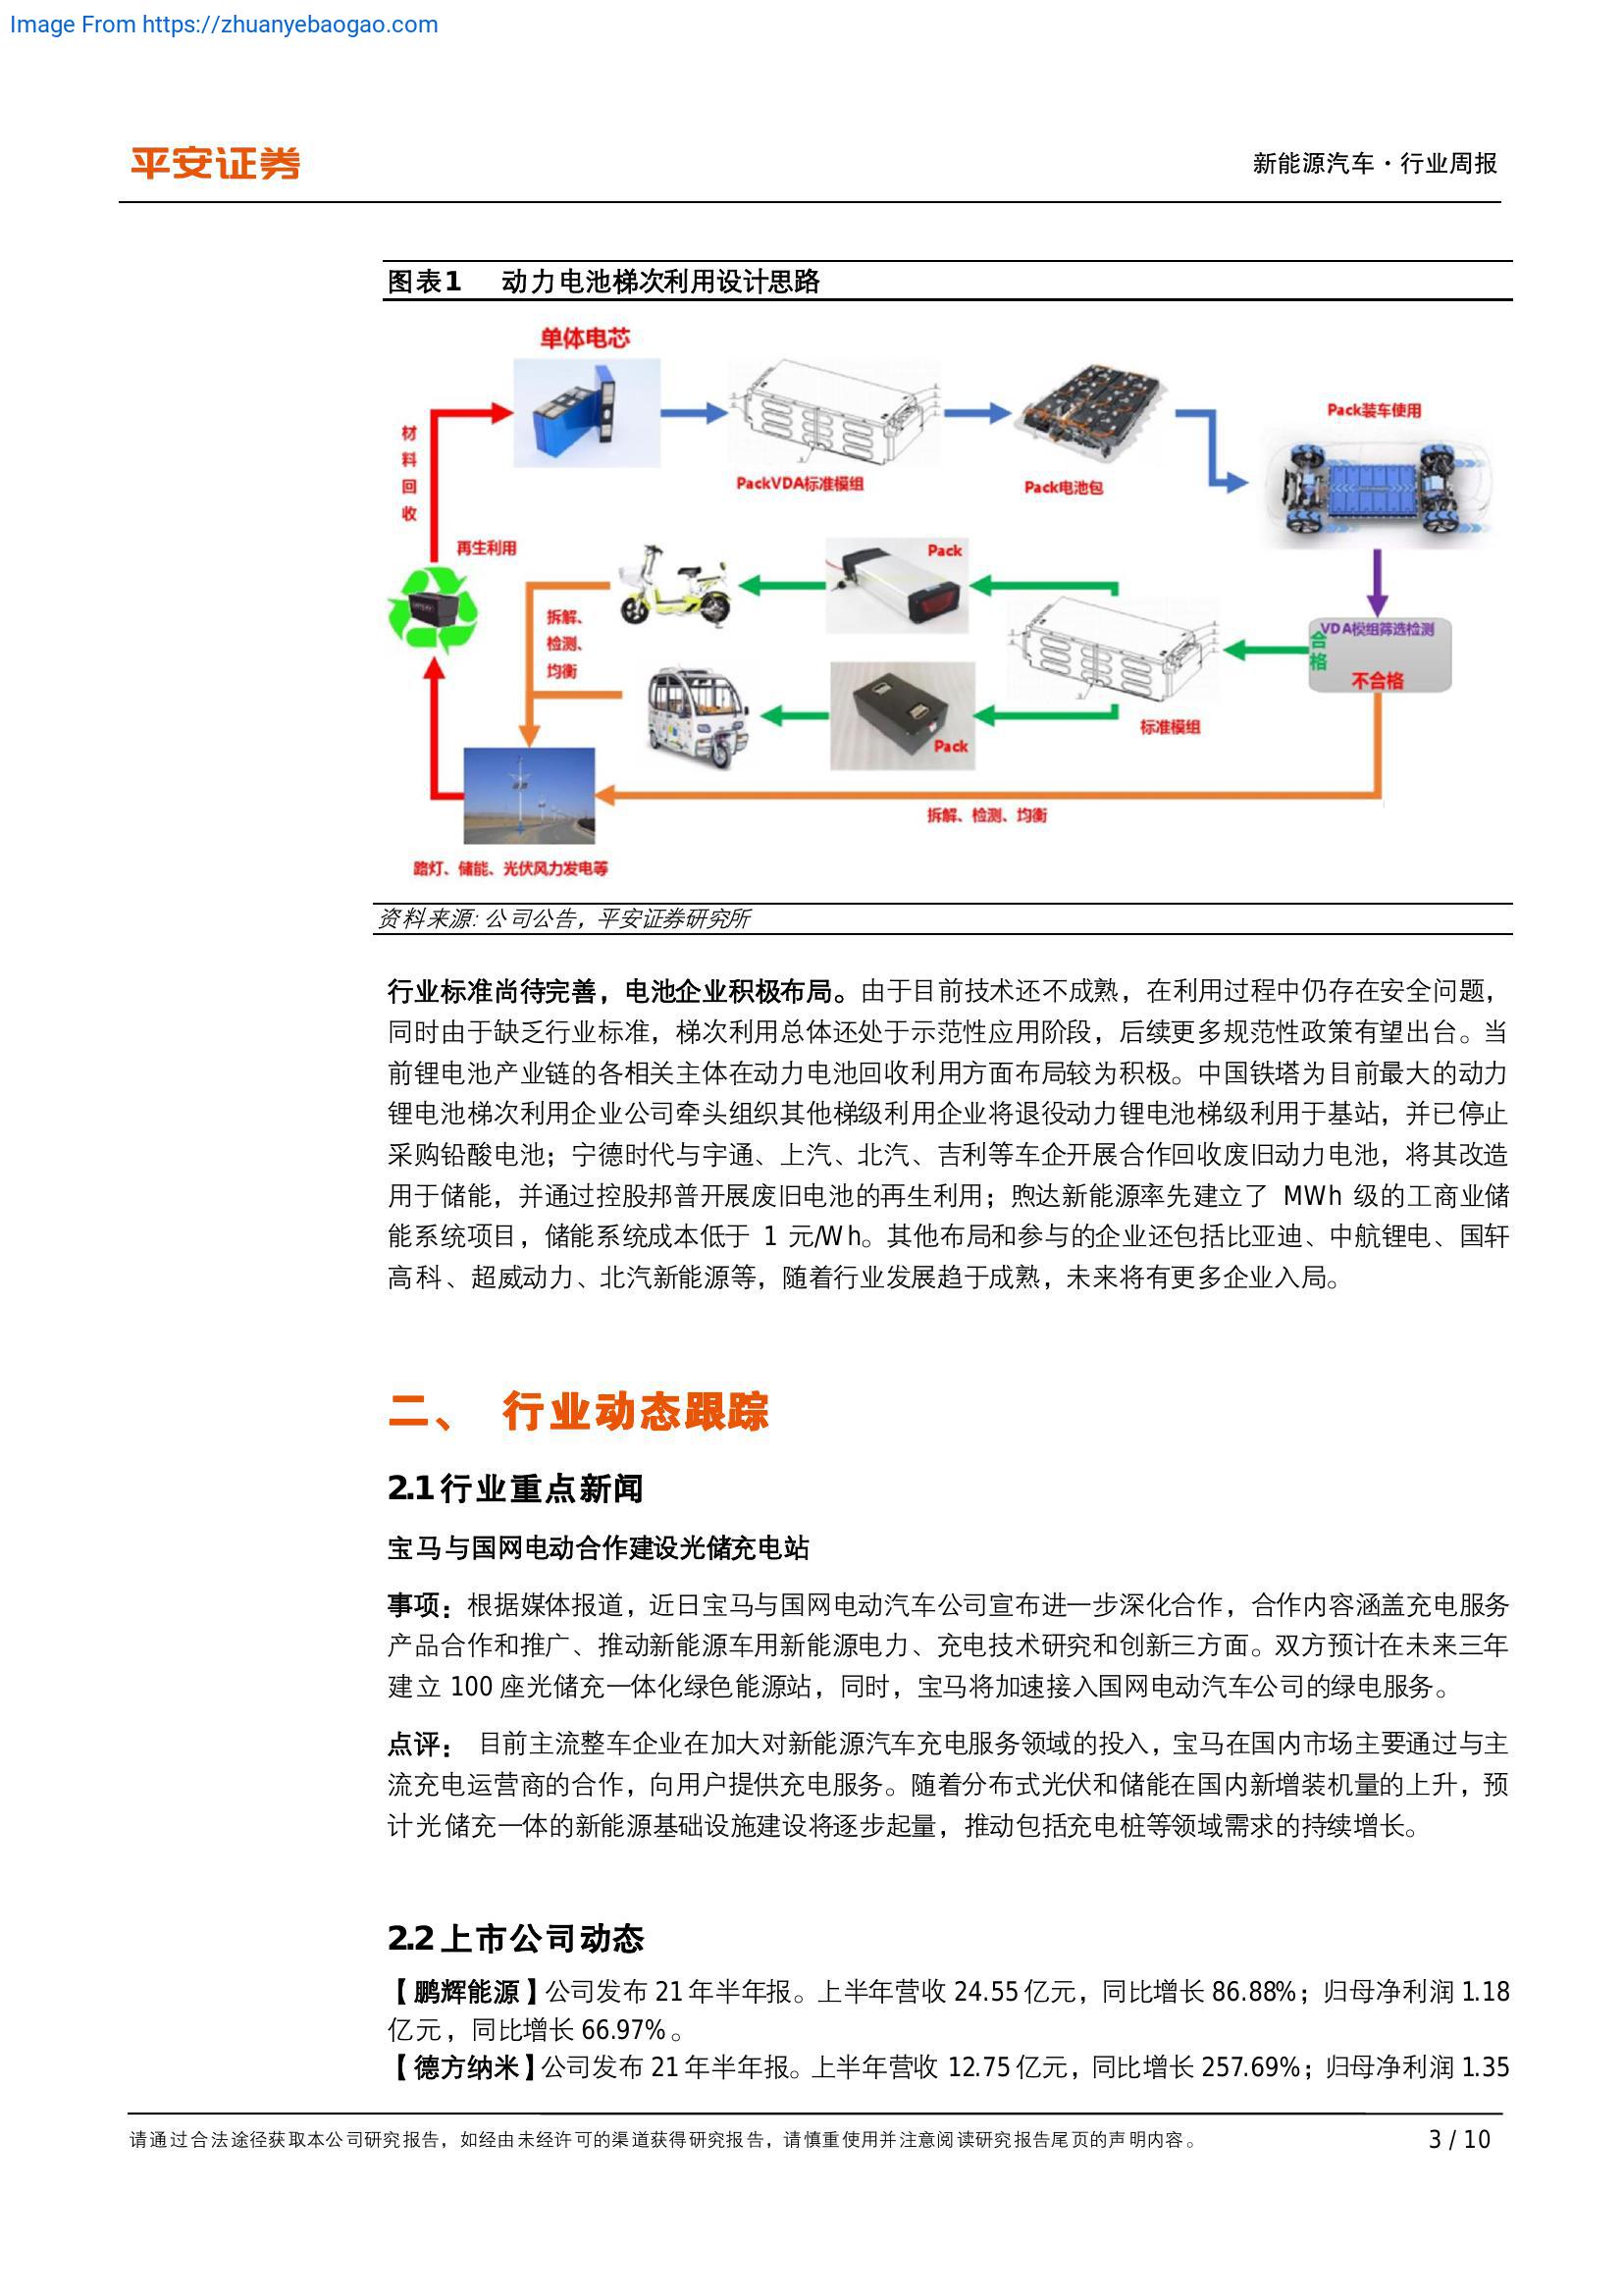 Image From https://zhuanyebaogao.com
平安证券
新能源汽车·行业周报
图表1 动力电池梯次利用设计思路
单体电芯
Pack装车使用
材料回收
PackVDA标准模组
Pack电池包
再生利用
Pack
拆解、
检测、
均衡
VDA模组筛选检测
合格
不合格
标准模组
Pack
拆解、检测、均衡
路灯、储能、光伏风力发电等
资料来源:公司公告，平安证券研究所
行业标准尚待完善，电池企业积极布局。由于目前技术还不成熟，在利用过程中仍存在安全问题，
同时由于缺乏行业标准，梯次利用总体还处于示范性应用阶段，后续更多规范性政策有望出台。当
前锂电池产业链的各相关主体在动力电池回收利用方面布局较为积极。中国铁塔为目前最大的动力
锂电池梯次利用企业公司牵头组织其他梯级利用企业将退役动力锂电池梯级利用于基站，并已停止
采购铅酸电池；宁德时代与宇通、上汽、北汽、吉利等车企开展合作回收废旧动力电池，将其改造
用于储能，并通过控股邦普开展废旧电池的再生利用；煦达新能源率先建立了 MWh 级的工商业储
能系统项目，储能系统成本低于 1 元/Wh。其他布局和参与的企业还包括比亚迪、中航锂电、国轩
高科、超威动力、北汽新能源等，随着行业发展趋于成熟，未来将有更多企业入局。
二、 行业动态跟踪
2.1 行业重点新闻
宝马与国网电动合作建设光储充电站
事项：根据媒体报道，近日宝马与国网电动汽车公司宣布进一步深化合作，合作内容涵盖充电服务
产品合作和推广、推动新能源车用新能源电力、充电技术研究和创新三方面。双方预计在未来三年
建立 100 座光储充一体化绿色能源站，同时，宝马将加速接入国网电动汽车公司的绿电服务。
点评： 目前主流整车企业在加大对新能源汽车充电服务领域的投入，宝马在国内市场主要通过与主
流充电运营商的合作，向用户提供充电服务。随着分布式光伏和储能在国内新增装机量的上升，预
计光储充一体的新能源基础设施建设将逐步起量，推动包括充电桩等领域需求的持续增长。
2.2 上市公司动态
【鹏辉能源】公司发布 21 年半年报。上半年营收 24.55 亿元，同比增长 86.88%；归母净利润 1.18
亿元，同比增长 66.97%。
【德方纳米】公司发布 21 年半年报。上半年营收 12.75 亿元，同比增长 257.69%；归母净利润 1.35
请通过合法途径获取本公司研究报告，如经由未经许可的渠道获得研究报告，请慎重使用并注意阅读研究报告尾页的声明内容。
3 / 10